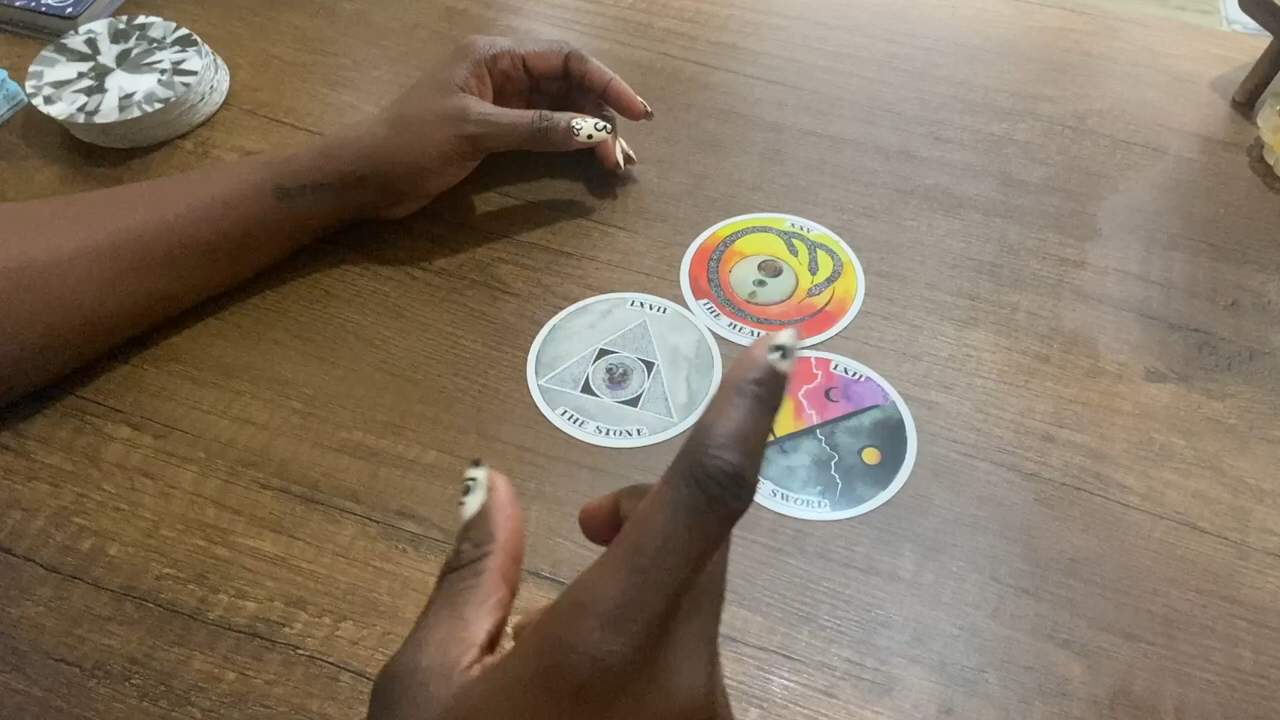 XXV
THE HEAL
LXVII
THE STONE
LXII
SWORD